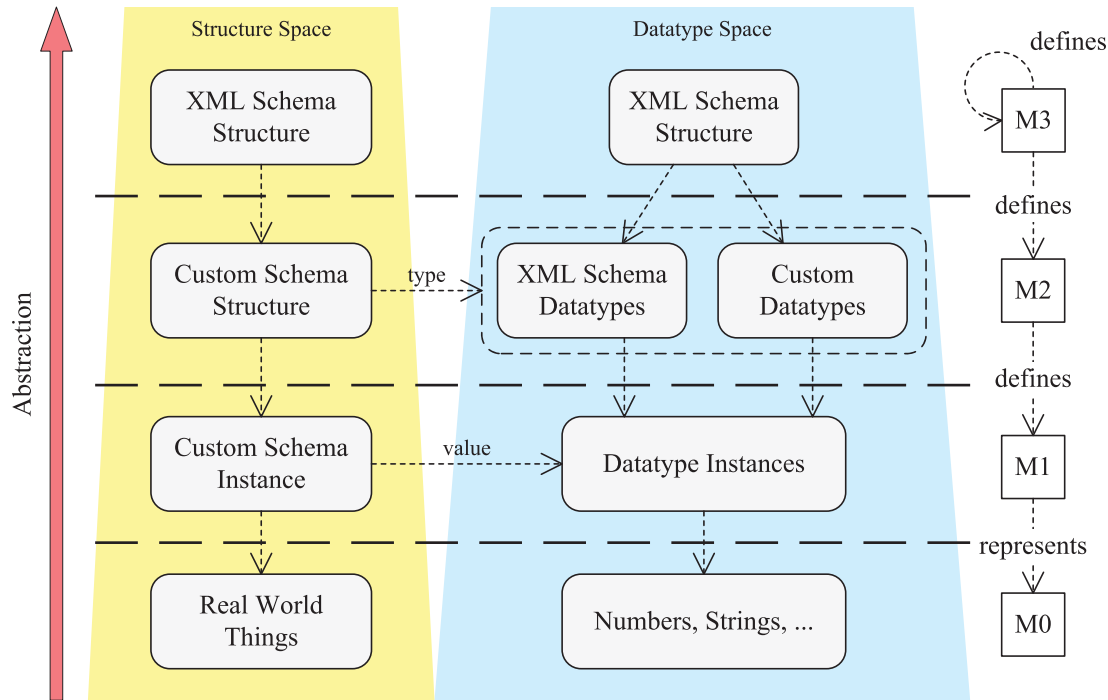 Structure Space
Datatype Space
defines
XML Schema
Structure
XML Schema
Structure
M3
defines
Custom Schema
Structure
type
XML Schema
Datatypes
Custom
Datatypes
M2
Abstraction
defines
Custom Schema
Instance
value
Datatype Instances
M1
represents
Real World
Things
Numbers, Strings, ...
M0